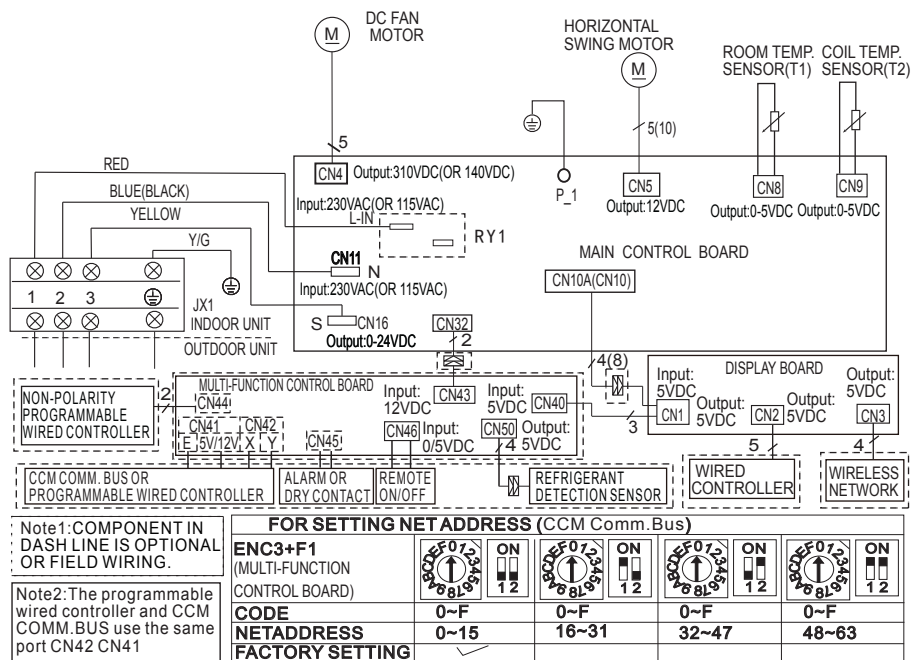 DC FAN
MOTOR
M
HORIZONTAL
SWING MOTOR
M
ROOM TEMP.
SENSOR(T1)
COIL TEMP.
SENSOR(T2)
5
5(10)
RED
BLUE(BLACK)
YELLOW
Y/G
CN4 Output:310VDC(OR 140VDC)
Input:230VAC(OR 115VAC)
L-IN
RY1
P_1
CN5
Output:12VDC
CN8
Output:0-5VDC
CN9
Output:0-5VDC
MAIN CONTROL BOARD
CN11
N
Input:230VAC(OR 115VAC)
CN10A(CN10)
S CN16
Output:0-24VDC
CN32
2
1 2 3
JX1
INDOOR UNIT
OUTDOOR UNIT
4(8)
DISPLAY BOARD
Input:
5VDC
CN1
Output:
5VDC
CN2
Output:
5VDC
Output:
5VDC
CN3
3
5
4
NON-POLARITY
PROGRAMMABLE
WIRED CONTROLLER
2
MULTI-FUNCTION CONTROL BOARD
CN44
CN41 CN42
E 5V/12V X Y
CN45
Input:
12VDC
CN43
CN46
Input:
0/5VDC
Input:
5VDC
CN40
CN50
Output:
5VDC
4
CCM COMM. BUS OR
PROGRAMMABLE WIRED CONTROLLER
ALARM OR
DRY CONTACT
REMOTE
ON/OFF
REFRIGERANT
DETECTION SENSOR
WIRED
CONTROLLER
WIRELESS
NETWORK
Note1:COMPONENT IN
DASH LINE IS OPTIONAL
OR FIELD WIRING.
Note2:The programmable
wired controller and CCM
COMM.BUS use the same
port CN42 CN41
FOR SETTING NET ADDRESS (CCM Comm.Bus)
ENC3+F1
(MULTI-FUNCTION
CONTROL BOARD)
0123456789ABCDEF
ON
1 2
0123456789ABCDEF
ON
1 2
0123456789ABCDEF
ON
1 2
0123456789ABCDEF
ON
1 2
CODE 0~F 0~F 0~F 0~F
NETADDRESS 0~15 16~31 32~47 48~63
FACTORY SETTING ✓